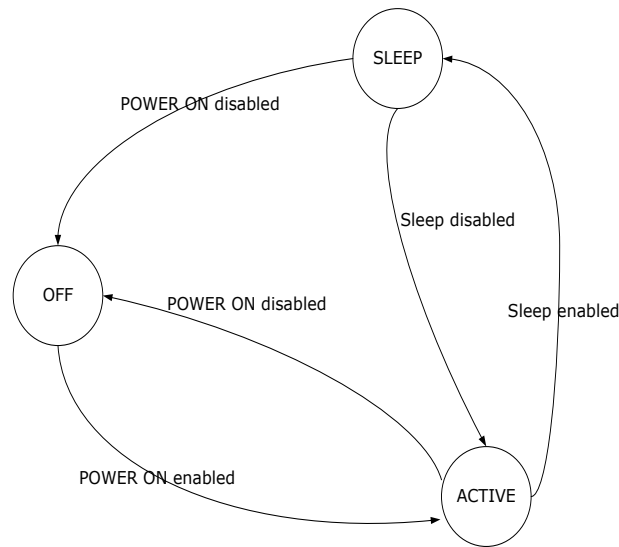 SLEEP
POWER ON disabled
Sleep disabled
OFF
POWER ON disabled
Sleep enabled
POWER ON enabled
ACTIVE